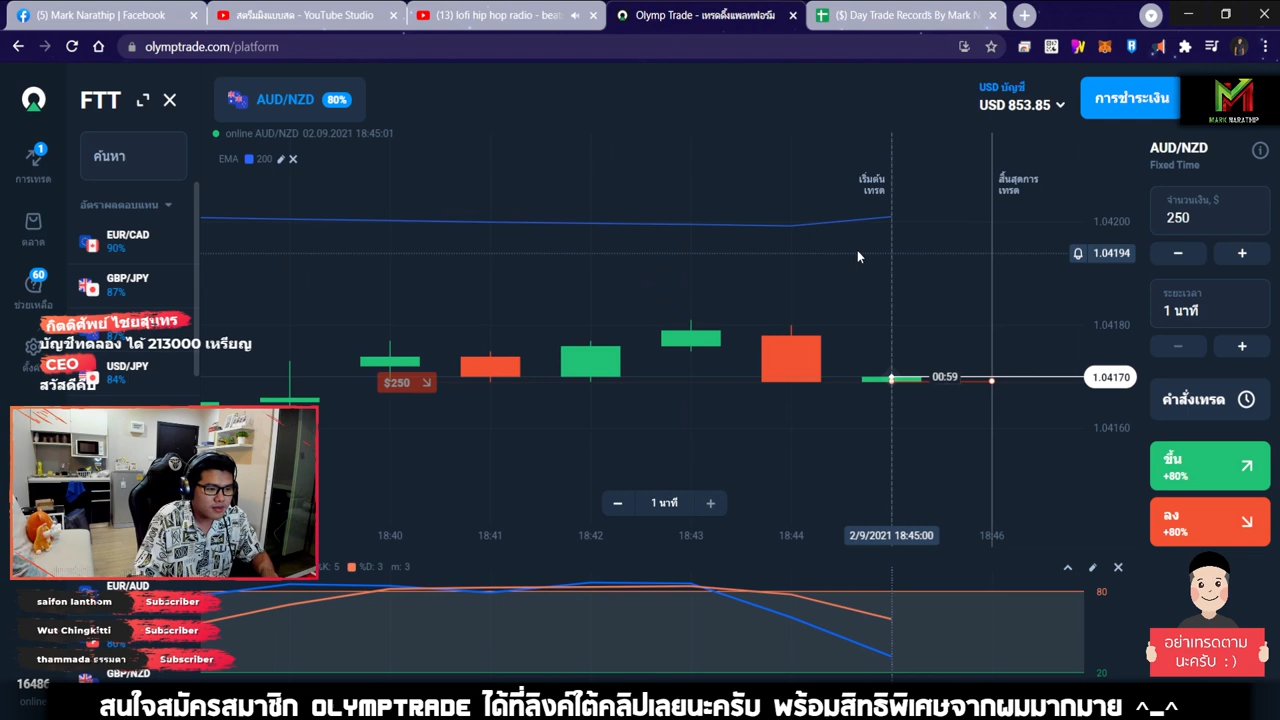 (5) Mark Narathip | Facebook
สตรีมมิงแบบสด - YouTube Studio
(13) lofi hip hop radio - bea
Olymp Trade - เทรดดิ้งแพลทฟอร์ม
($) Day Trade Records By Mark N
olymptrade.com/platform
FTT
AUD/NZD 80%
USD บัญชี
USD 853.85
การชำระเงิน
MARK NARATHIP
online AUD/NZD 02.09.2021 18:45:01
EMA 200
1
การเทรด
ค้นหา
อัตราผลตอบแทน
ตลาด
EUR/CAD
90%
60
ช่วยเหลือ
GBP/JPY
87%
กิตติศัพย์ ไชยสุนทร
บัญชีทดลอง ได้ 213000 เหรียญ
USD/JPY
84%
CEO
สวัสดีคับ
เริ่มต้น
เทรด
สิ้นสุดการ
เทรด
1.04200
1.04194
1.04180
1.04170
1.04160
$250
00:59
1 นาที
18:40
18:41
18:42
18:43
18:44
2/9/2021 18:45:00
18:46
K: 5 %D: 3 m: 3
80
20
AUD/NZD
Fixed Time
จำนวนเงิน, $
250
ระยะเวลา
1 นาที
คำสั่งเทรด
ขึ้น
+80%
ลง
+80%
EUR/AUD
saifon Ianthom Subscriber
Wut Chingkitti Subscriber
80%
thammada ธรรมดา Subscriber
GBP/NZD
16486
online
อย่าเทรดตาม
นะครับ : )
สนใจสมัครสมาชิก OLYMPTRADE ได้ที่ลิงค์ใต้คลิปเลยนะครับ พร้อมสิทธิพิเศษจากผมมากมาย ^_^